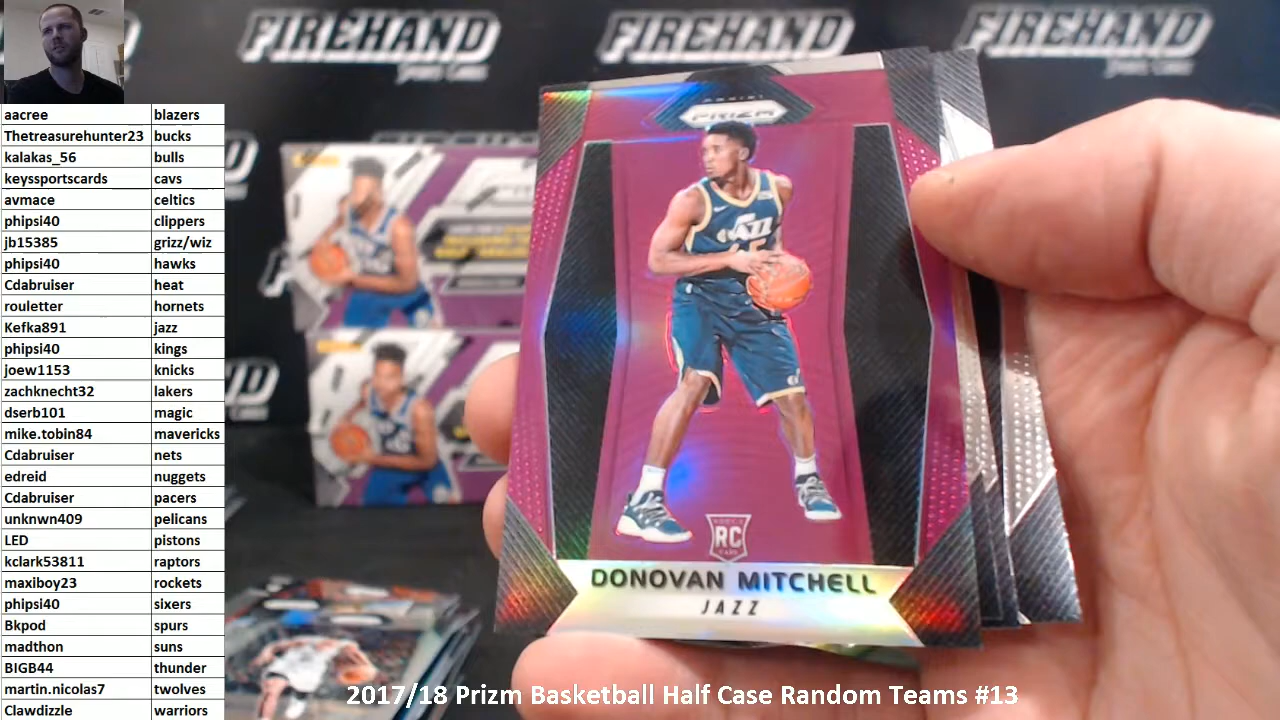 FIREHAND
FIREHAND
FIREHAND
aacree blazers
Thetreasurehunter23 bucks
kalakas_56 bulls
keyssportscards cavs
avmace celtics
phipsi40 clippers
jb15385 grizz/wiz
phipsi40 hawks
Cdabruiser heat
rouletter hornets
Kefka891 jazz
phipsi40 kings
joew1153 knicks
zachknecht32 lakers
dserb101 magic
mike.tobin84 mavericks
Cdabruiser nets
edreid nuggets
Cdabruiser pacers
unknwn409 pelicans
LED pistons
kclark53811 raptors
maxiboy23 rockets
phipsi40 sixers
Bkpod spurs
madthon suns
BIGB44 thunder
martin.nicolas7 twolves
Clawdizzle warriors
PANINI
PRIZM
JAZZ
45
RC
DONOVAN MITCHELL
JAZZ
2017/18 Prizm Basketball Half Case Random Teams #13